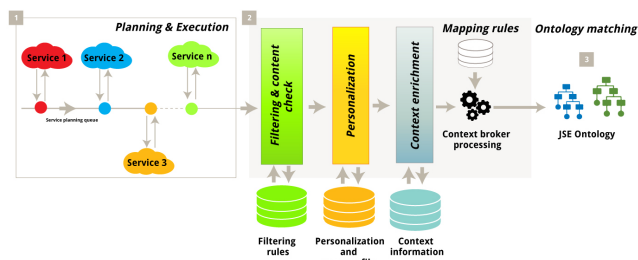 1
Planning & Execution
Service 1
Service 2
Service n
Service planning queue
Service 3
2
Filtering & content
check
Personalization
Context enrichment
Mapping rules
Context broker
processing
Filtering
rules
Personalization
and
Context
information
Ontology matching
3
JSE Ontology